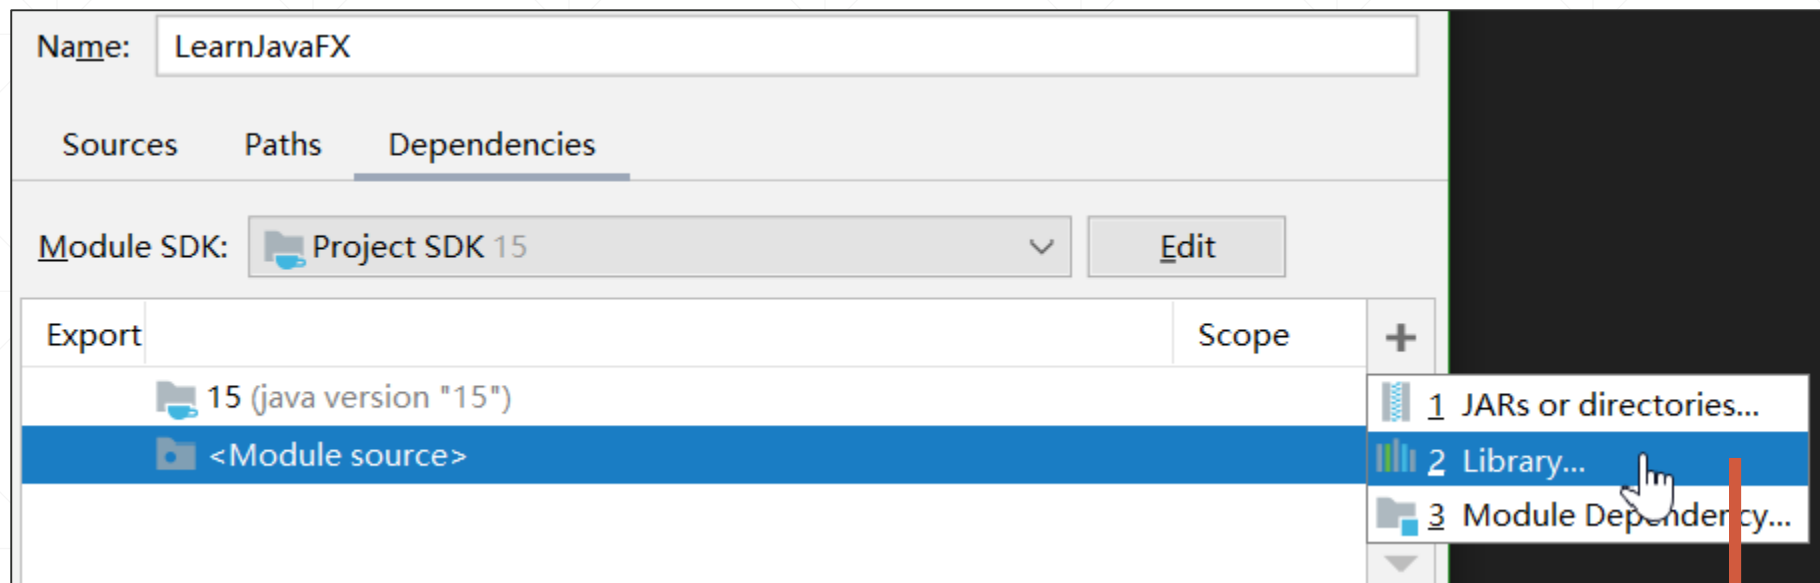 Name: LearnJavaFX
Sources Paths Dependencies
Module SDK: Project SDK 15 Edit
Export Scope
15 (java version "15")
<Module source>
1 JARs or directories...
2 Library...
3 Module Dependency...